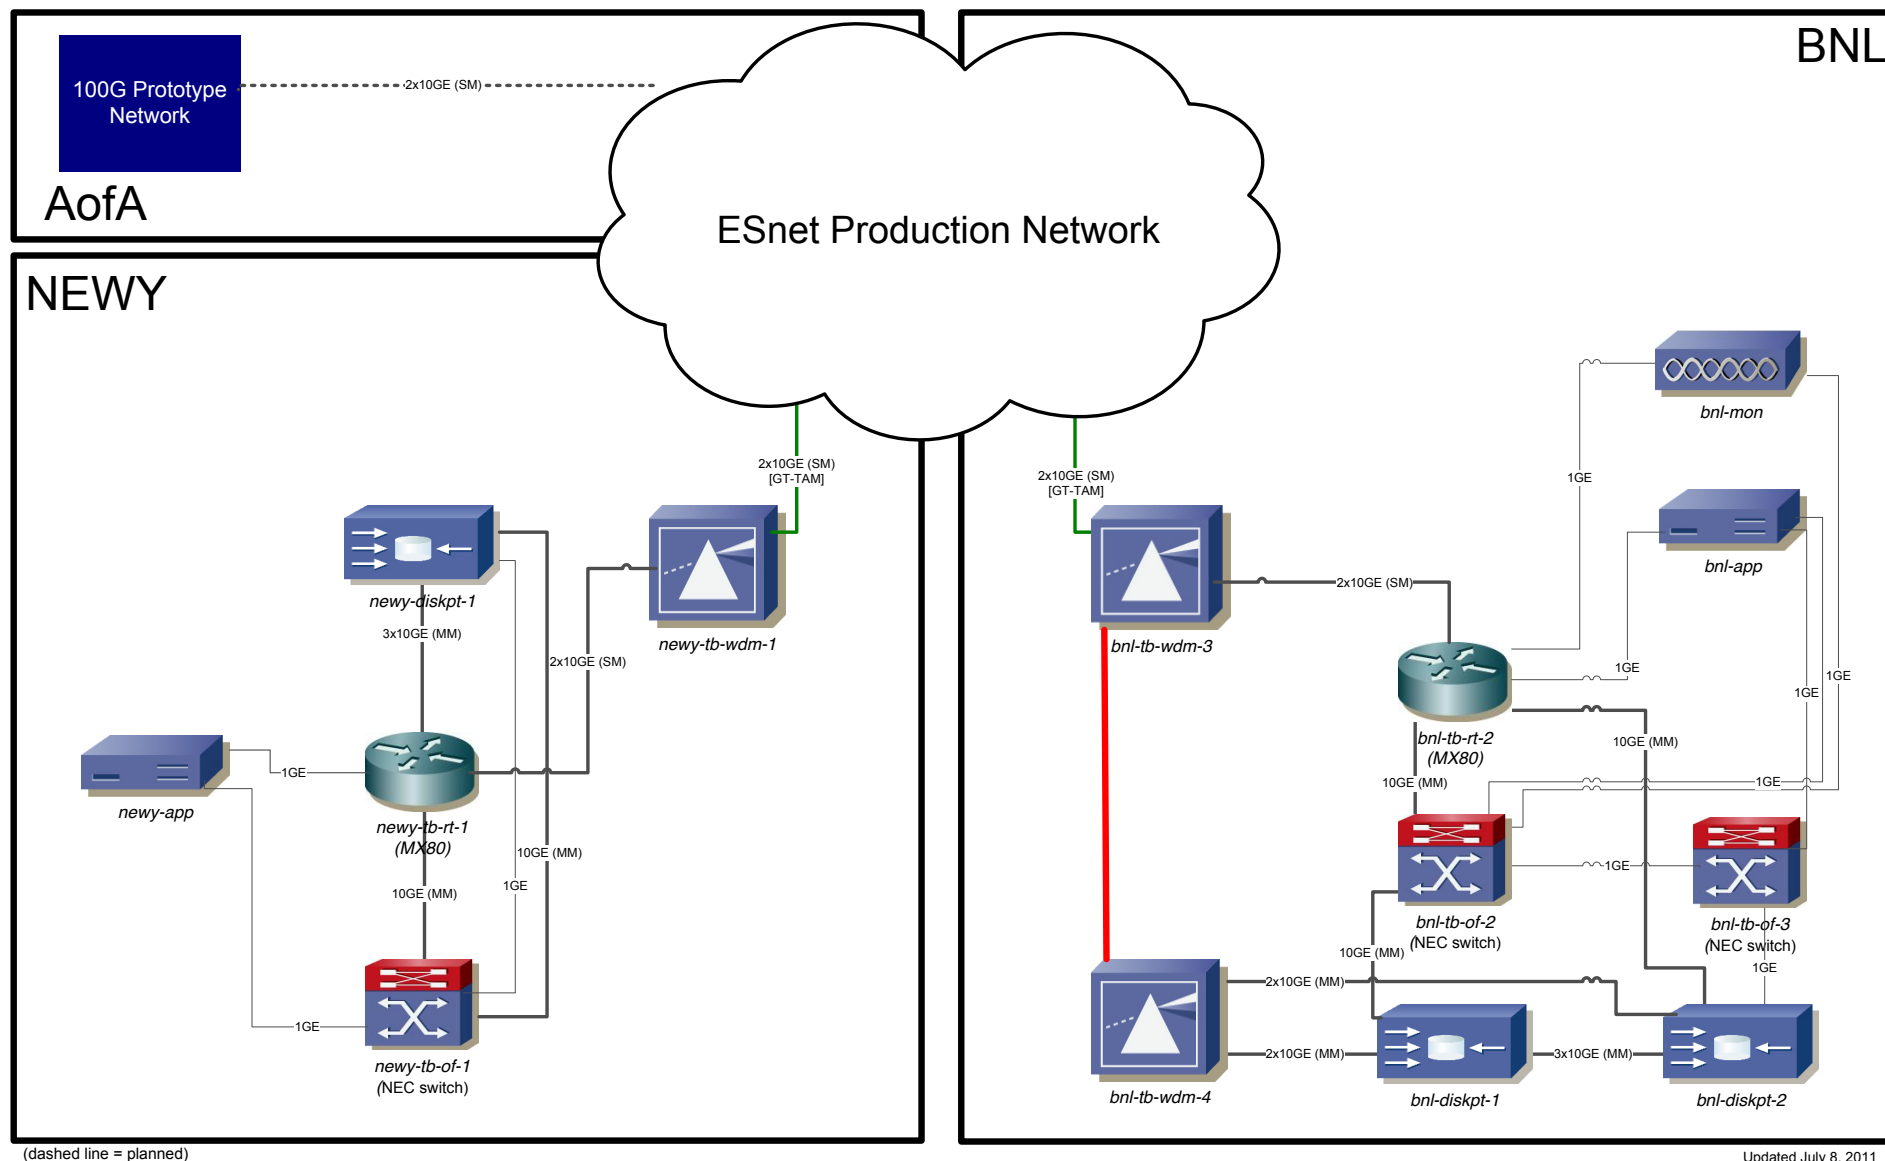 BNL
100G Prototype
Network
2x10GE (SM)
AofA
ESnet Production Network
NEWY
2x10GE (SM)
[GT-TAM]
2x10GE (SM)
[GT-TAM]
bnl-mon
1GE
bnl-app
newy-diskpt-1
3x10GE (MM)
newy-tb-wdm-1
2x10GE (SM)
bnl-tb-wdm-3
2x10GE (SM)
1GE
1GE
1GE
bnl-tb-rt-2
(MX80)
10GE (MM)
10GE (MM)
1GE
1GE
newy-app
newy-tb-rt-1
(MX80)
10GE (MM)
1GE
10GE (MM)
1GE
bnl-tb-of-2
(NEC switch)
bnl-tb-of-3
(NEC switch)
10GE (MM)
1GE
2x10GE (MM)
1GE
newy-tb-of-1
(NEC switch)
2x10GE (MM)
3x10GE (MM)
bnl-tb-wdm-4
bnl-diskpt-1
bnl-diskpt-2
(dashed line = planned)
Updated July 8, 2011